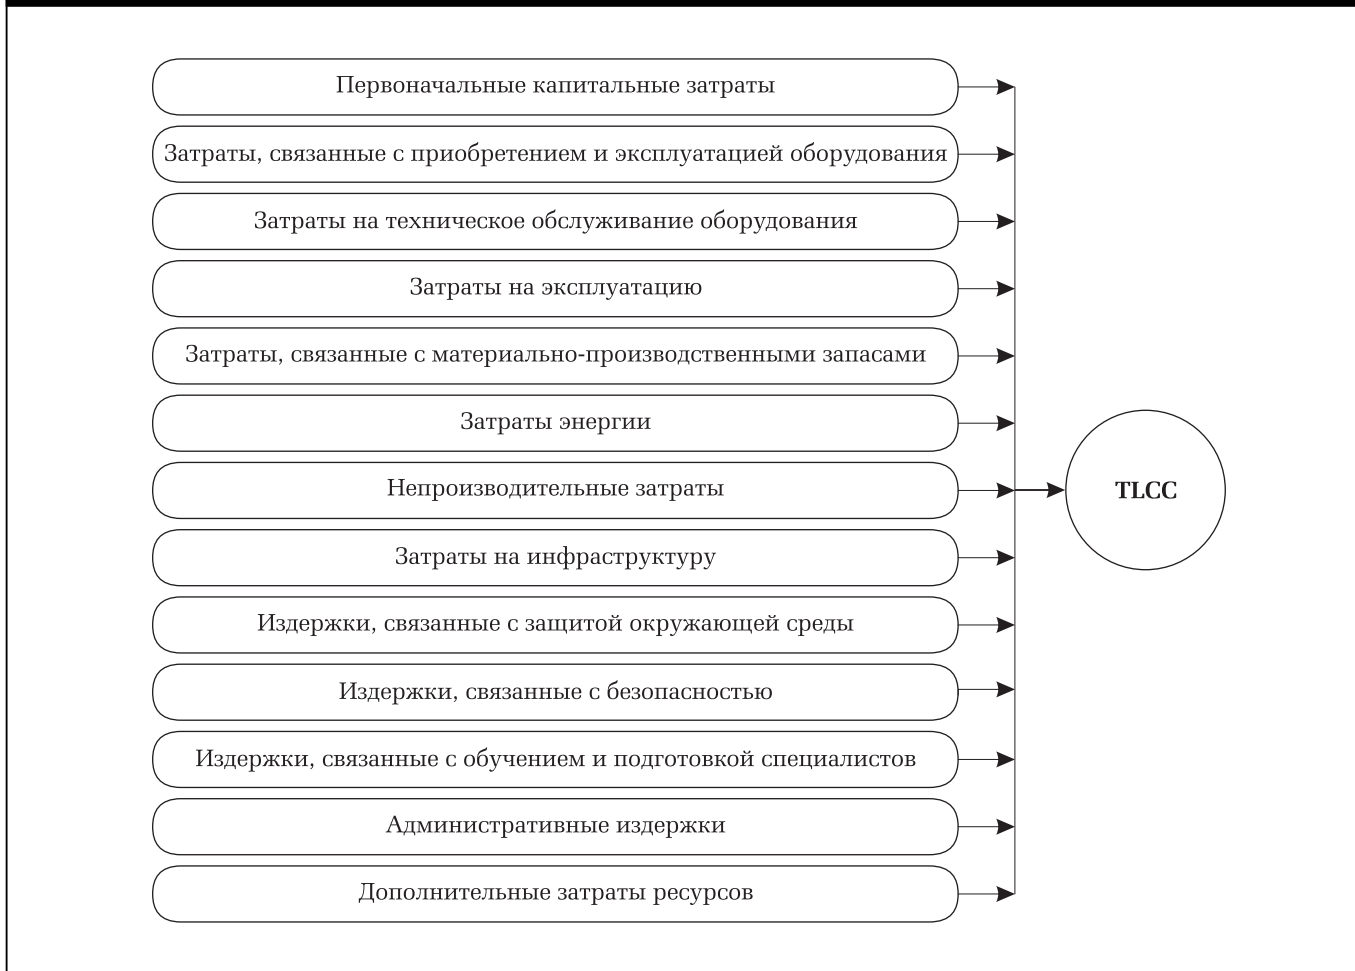 Первоначальные капитальные затраты
Затраты, связанные с приобретением и эксплуатацией оборудования
Затраты на техническое обслуживание оборудования
Затраты на эксплуатацию
Затраты, связанные с материально-производственными запасами
Затраты энергии
Непроизводительные затраты
TLCC
Затраты на инфраструктуру
Издержки, связанные с защитой окружающей среды
Издержки, связанные с безопасностью
Издержки, связанные с обучением и подготовкой специалистов
Административные издержки
Дополнительные затраты ресурсов